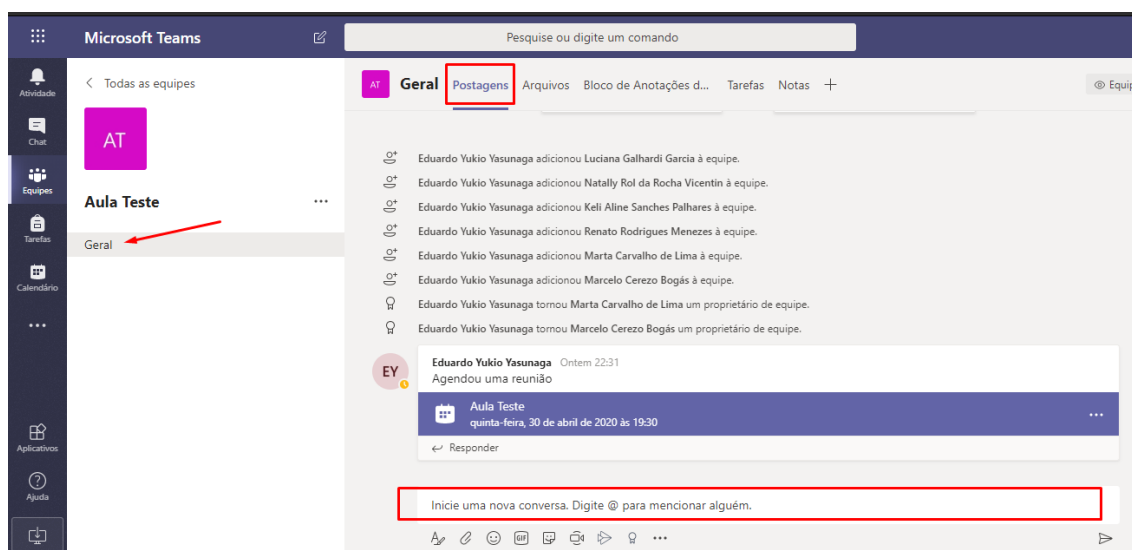 Microsoft Teams
Pesquise ou digite um comando
Atividade
Chat
Equipes
Tarefas
Calendário
Aplicativos
Ajuda
Todas as equipes
AT
Aula Teste
Geral
AT
Geral Postagens Arquivos Bloco de Anotações d... Tarefas Notas
Equip
Eduardo Yukio Yasunaga adicionou Luciana Galhardi Garcia à equipe.
Eduardo Yukio Yasunaga adicionou Natally Rol da Rocha Vicentin à equipe.
Eduardo Yukio Yasunaga adicionou Keli Aline Sanches Palhares à equipe.
Eduardo Yukio Yasunaga adicionou Renato Rodrigues Menezes à equipe.
Eduardo Yukio Yasunaga adicionou Marta Carvalho de Lima à equipe.
Eduardo Yukio Yasunaga adicionou Marcelo Cerezo Bogás à equipe.
Eduardo Yukio Yasunaga tornou Marta Carvalho de Lima um proprietário de equipe.
Eduardo Yukio Yasunaga tornou Marcelo Cerezo Bogás um proprietário de equipe.
EY
Eduardo Yukio Yasunaga Ontem 22:31
Agendou uma reunião
Aula Teste
quinta-feira, 30 de abril de 2020 às 19:30
Responder
Inicie uma nova conversa. Digite @ para mencionar alguém.
GIF